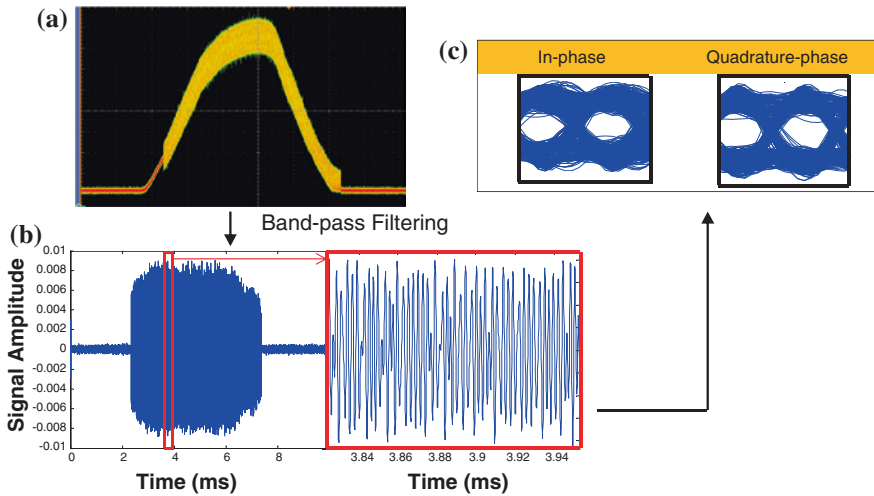 (a)
(c)
In-phase
Quadrature-phase
Band-pass Filtering
(b)
Signal Amplitude
0.01
0.008
0.006
0.004
0.002
0
-0.002
-0.004
-0.006
-0.008
-0.01
0 2 4 6 8
3.84 3.86 3.88 3.9 3.92 3.94
Time (ms)
Time (ms)